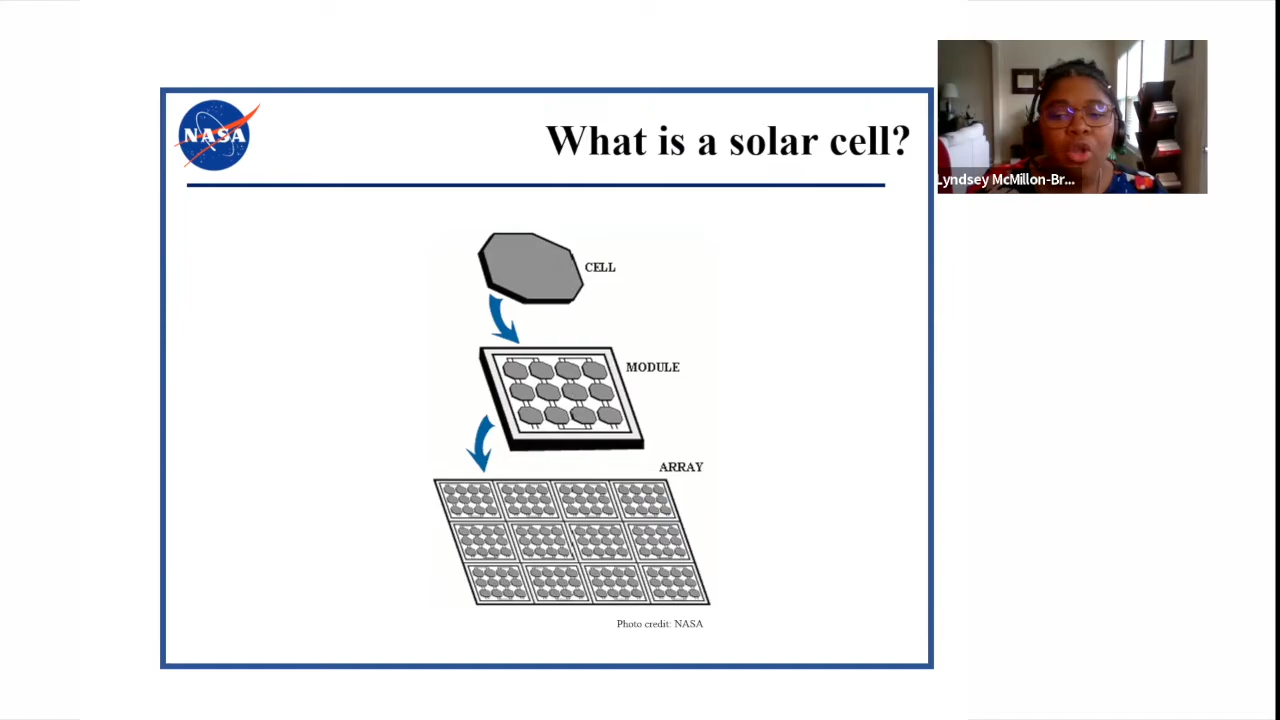 NASA
What is a solar cell?
Lyndsey McMillon-Br...
CELL
MODULE
ARRAY
Photo credit: NASA